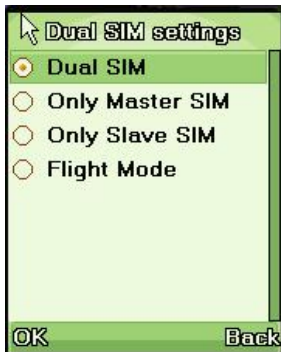 Dual SIM settings
Dual SIM
Only Master SIM
Only Slave SIM
Flight Mode
OK Back